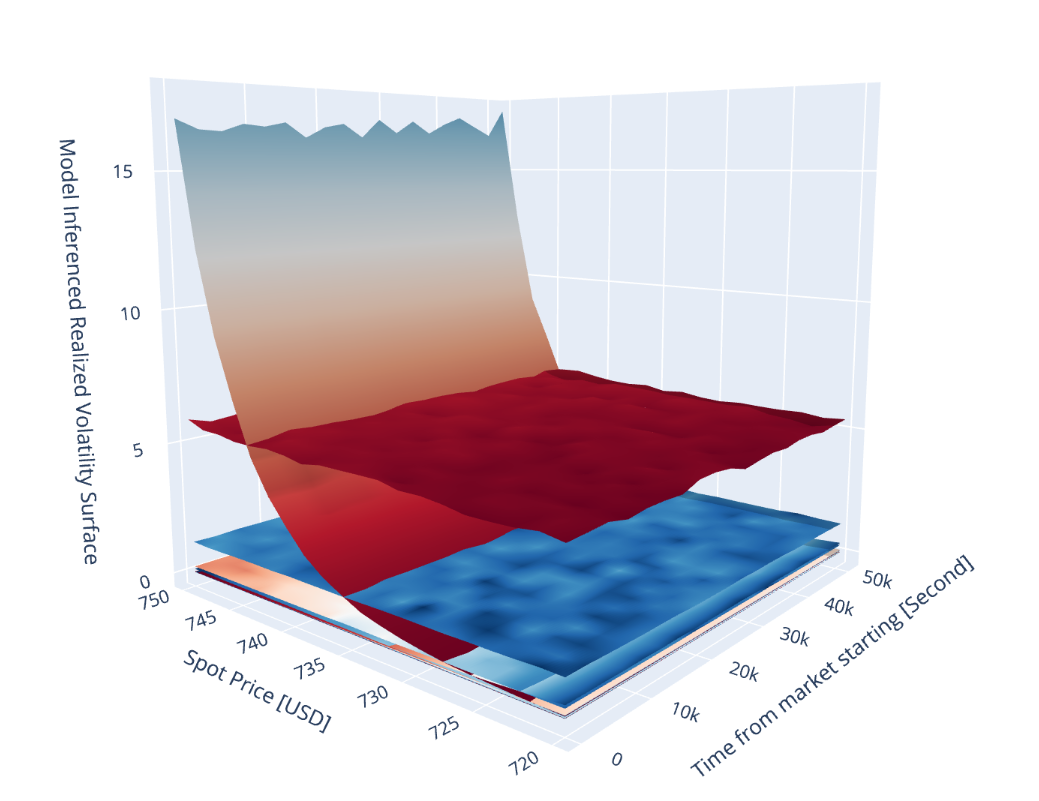 Model Inferenced Realized Volatility Surface
15
10
5
0
750
745
740
735
730
725
720
Spot Price [USD]
0
10k
20k
30k
40k
50k
Time from market starting [Second]